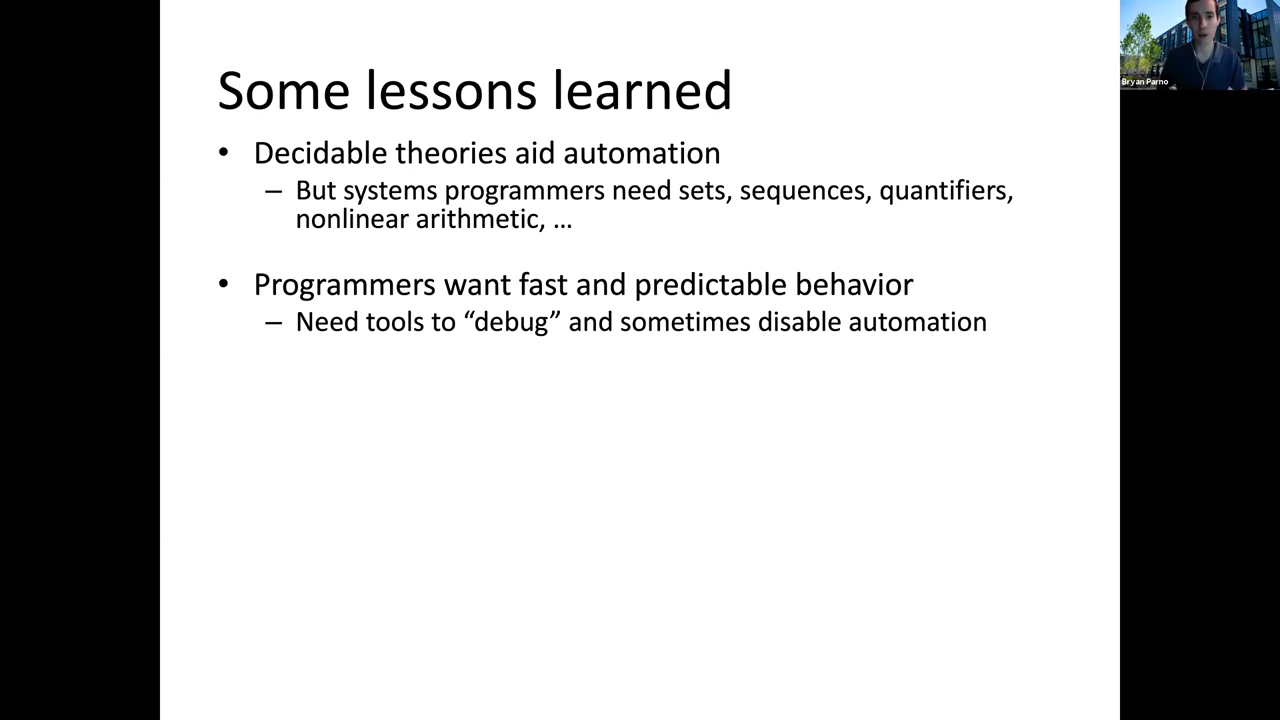 Bryan Parno
Some lessons learned
• Decidable theories aid automation
– But systems programmers need sets, sequences, quantifiers,
nonlinear arithmetic, ...
• Programmers want fast and predictable behavior
– Need tools to “debug” and sometimes disable automation